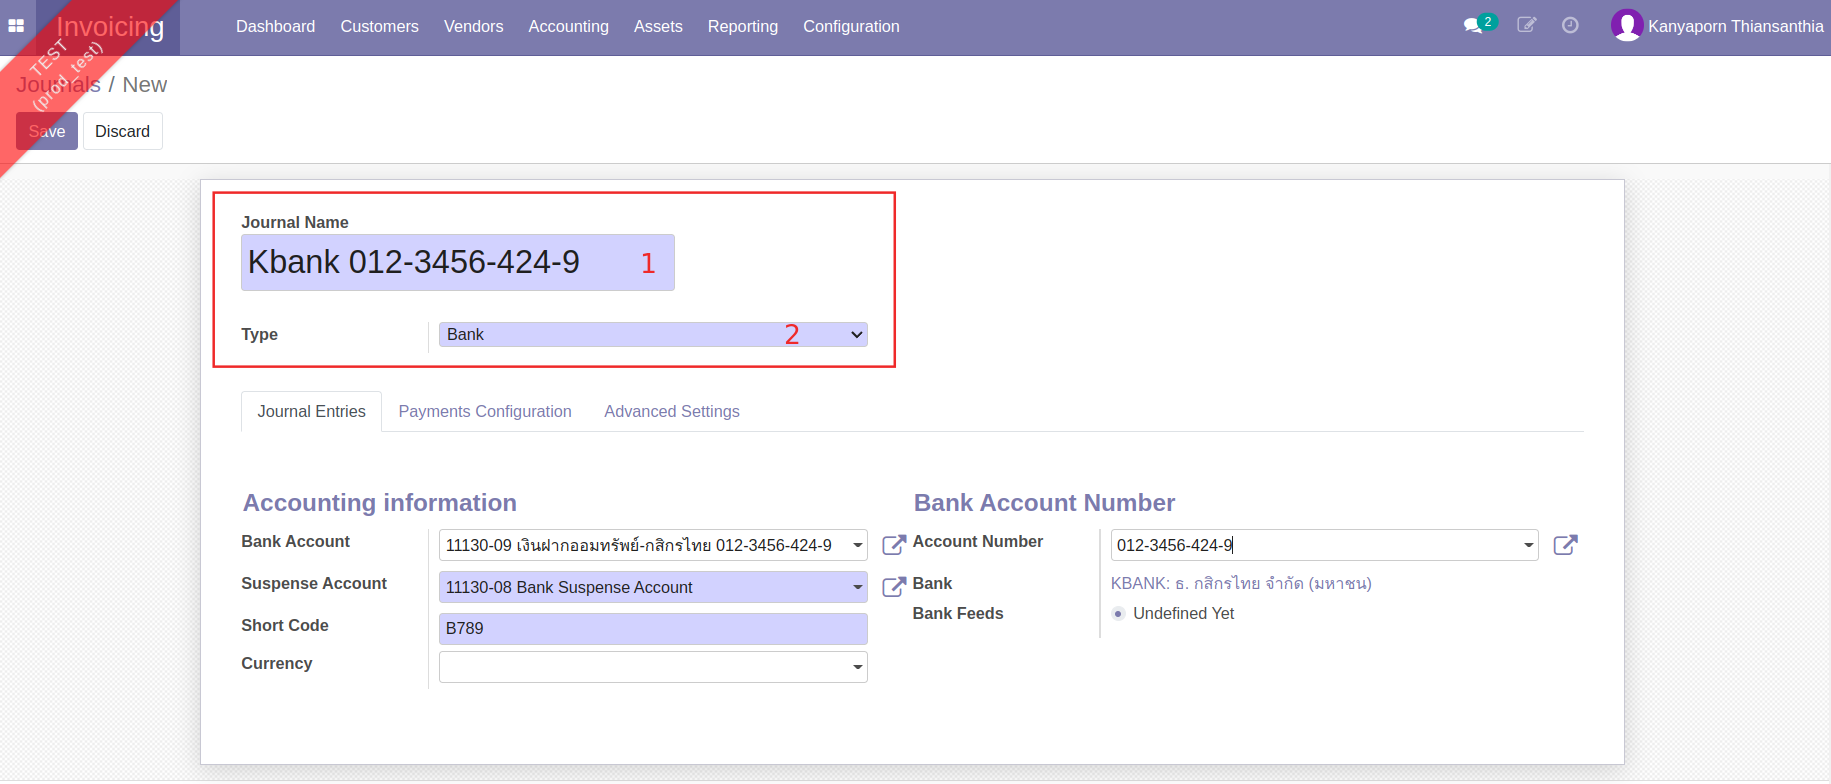 Invoicing
Dashboard Customers Vendors Accounting Assets Reporting Configuration
2
Kanyaporn Thiansanthia
TEST
(prod_test)
Journals / New
Save Discard
Journal Name
Kbank 012-3456-424-9 1
Type Bank 2
Journal Entries Payments Configuration Advanced Settings
Accounting information
Bank Account 11130-09 เงินฝากออมทรัพย์-กสิกรไทย 012-3456-424-9
Suspense Account 11130-08 Bank Suspense Account
Short Code B789
Currency
Bank Account Number
Account Number 012-3456-424-9
Bank KBANK: ธ. กสิกรไทย จำกัด (มหาชน)
Bank Feeds Undefined Yet